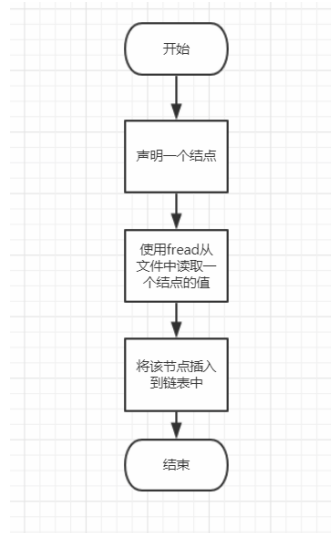 开始
声明一个结点
使用fread从
文件中读取一
个结点的值
将该节点插入
到链表中
结束